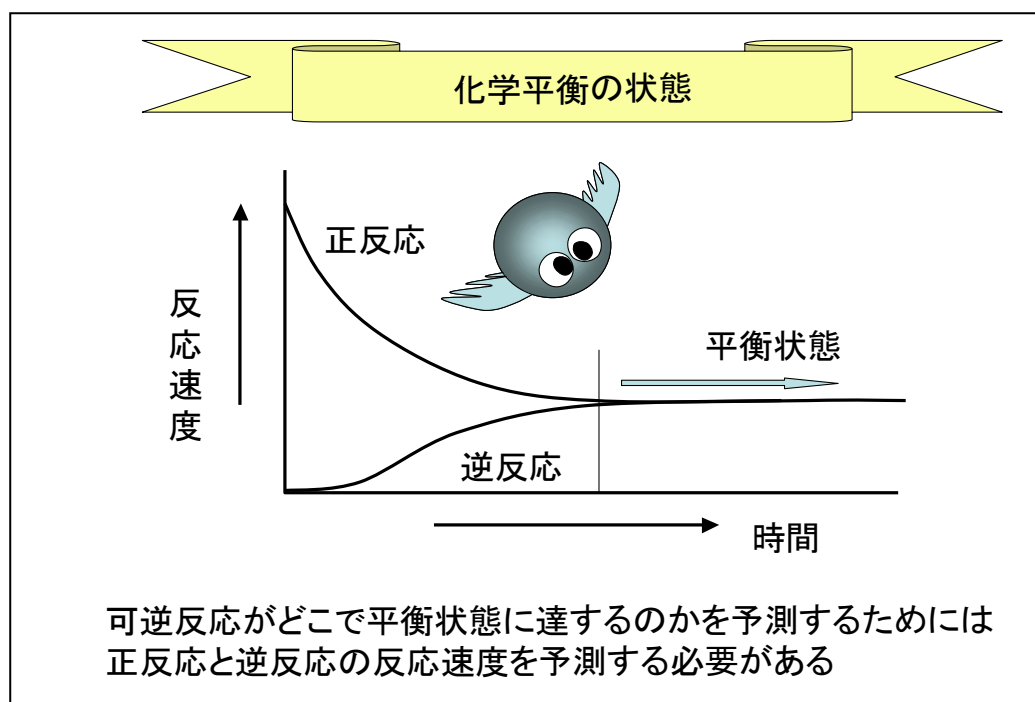 化学平衡の状態
正反応
反応速度
平衡状態
逆反応
時間
可逆反応がどこで平衡状態に達するのかを予測するためには
正反応と逆反応の反応速度を予測する必要がある